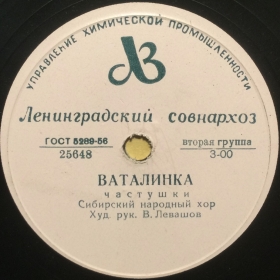 УПРАВЛЕНИЕ ХИМИЧЕСКОЙ ПРОМЫШЛЕННОСТИ
ЛЗ
Ленинградский совнархоз
ГОСТ 5289-56
вторая группа
25648
3-00
ВАТАЛИНКА
частушки
Сибирский народный хор
Худ. рук. В. Левашов